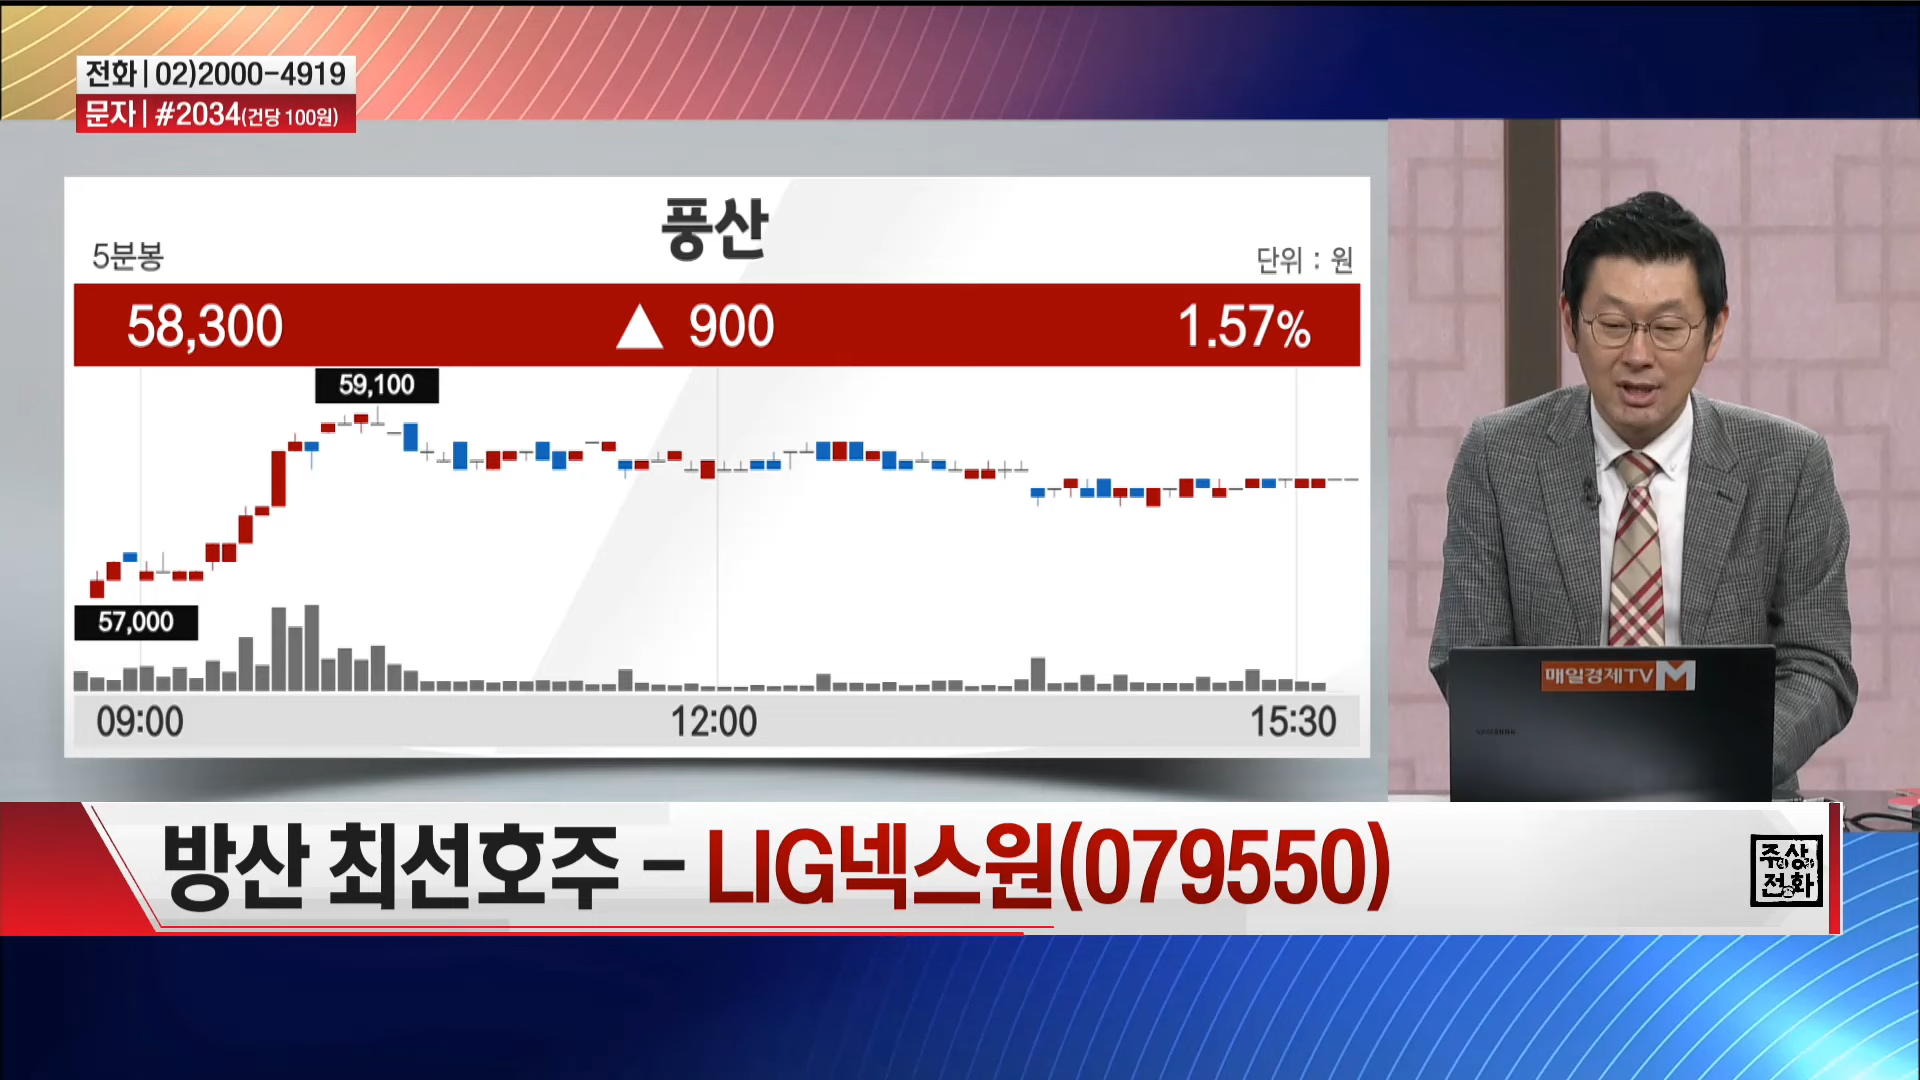 전화 | 02)2000-4919
문자 | #2034(건당 100원)
풍산
5분봉
단위 : 원
58,300 ▲ 900 1.57%
59,100
57,000
09:00 12:00 15:30
매일경제TV M
SAMSUNG
방산 최선호주 - LIG넥스원(079550)
주상
전화